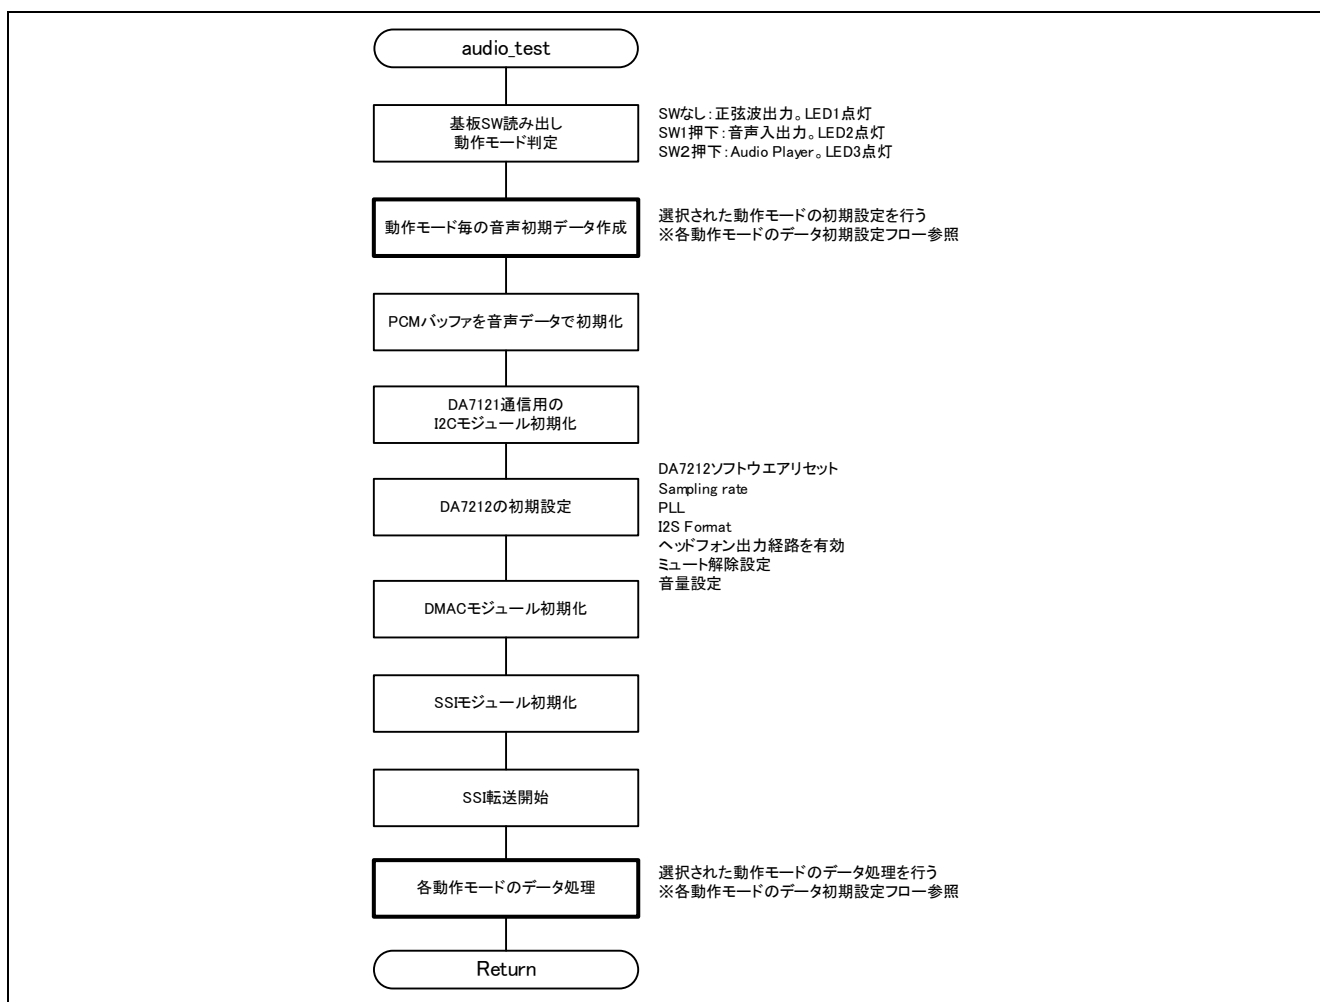 audio_test
基板SW読み出し
動作モード判定
SWなし：正弦波出力。LED1点灯
SW1押下：音声入出力。LED2点灯
SW2押下：Audio Player。LED3点灯
動作モード毎の音声初期データ作成
選択された動作モードの初期設定を行う
※各動作モードのデータ初期設定フロー参照
PCMバッファを音声データで初期化
DA7121通信用の
I2Cモジュール初期化
DA7212の初期設定
DA7212ソフトウエアリセット
Sampling rate
PLL
I2S Format
ヘッドフォン出力経路を有効
ミュート解除設定
音量設定
DMACモジュール初期化
SSIモジュール初期化
SSI転送開始
各動作モードのデータ処理
選択された動作モードのデータ処理を行う
※各動作モードのデータ初期設定フロー参照
Return